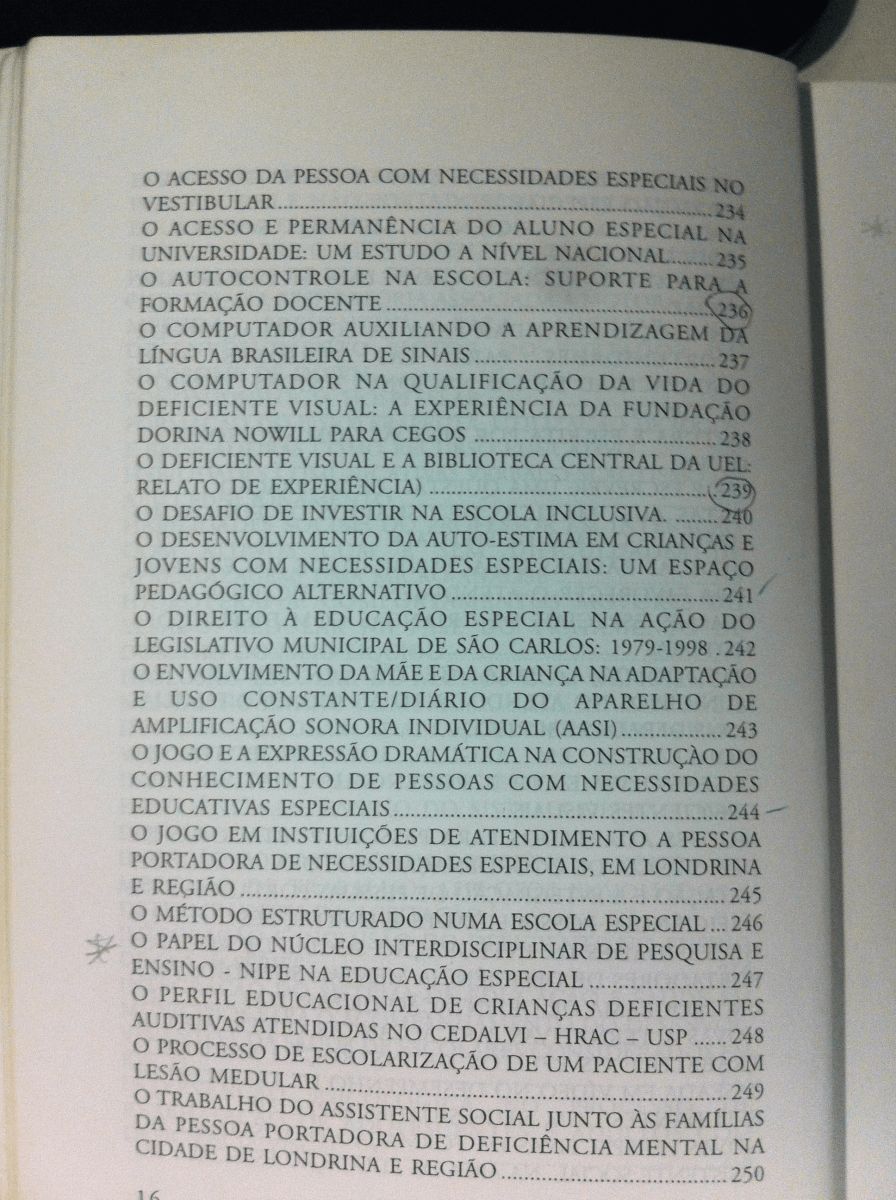 O ACESSO DA PESSOA COM NECESSIDADES ESPECIAIS NO
VESTIBULAR................................................................234
O ACESSO E PERMANÊNCIA DO ALUNO ESPECIAL NA
UNIVERSIDADE: UM ESTUDO A NÍVEL NACIONAL........235
O AUTOCONTROLE NA ESCOLA: SUPORTE PARA A
FORMAÇÃO DOCENTE................................................236
O COMPUTADOR AUXILIANDO A APRENDIZAGEM DA
LÍNGUA BRASILEIRA DE SINAIS....................................237
O COMPUTADOR NA QUALIFICAÇÃO DA VIDA DO
DEFICIENTE VISUAL: A EXPERIÊNCIA DA FUNDAÇÃO
DORINA NOWILL PARA CEGOS ....................................238
O DEFICIENTE VISUAL E A BIBLIOTECA CENTRAL DA UEL:
RELATO DE EXPERIÊNCIA) ..........................................239
O DESAFIO DE INVESTIR NA ESCOLA INCLUSIVA. ........240
O DESENVOLVIMENTO DA AUTO-ESTIMA EM CRIANÇAS E
JOVENS COM NECESSIDADES ESPECIAIS: UM ESPAÇO
PEDAGÓGICO ALTERNATIVO.......................................241
O DIREITO À EDUCAÇÃO ESPECIAL NA AÇÃO DO
LEGISLATIVO MUNICIPAL DE SÃO CARLOS: 1979-1998 .242
O ENVOLVIMENTO DA MÃE E DA CRIANÇA NA ADAPTAÇÃO
E USO CONSTANTE/DIÁRIO DO APARELHO DE
AMPLIFICAÇÃO SONORA INDIVIDUAL (AASI)................243
O JOGO E A EXPRESSÃO DRAMÁTICA NA CONSTRUÇÀO DO
CONHECIMENTO DE PESSOAS COM NECESSIDADES
EDUCATIVAS ESPECIAIS................................................244
O JOGO EM INSTIUIÇÕES DE ATENDIMENTO A PESSOA
PORTADORA DE NECESSIDADES ESPECIAIS, EM LONDRINA
E REGIÃO......................................................................245
O MÉTODO ESTRUTURADO NUMA ESCOLA ESPECIAL...246
O PAPEL DO NÚCLEO INTERDISCIPLINAR DE PESQUISA E
ENSINO - NIPE NA EDUCAÇÃO ESPECIAL ....................247
O PERFIL EDUCACIONAL DE CRIANÇAS DEFICIENTES
AUDITIVAS ATENDIDAS NO CEDALVI – HRAC – USP ......248
O PROCESSO DE ESCOLARIZAÇÃO DE UM PACIENTE COM
LESÃO MEDULAR..........................................................249
O TRABALHO DO ASSISTENTE SOCIAL JUNTO ÀS FAMÍLIAS
DA PESSOA PORTADORA DE DEFICIÊNCIA MENTAL NA
CIDADE DE LONDRINA E REGIÃO.................................250
16